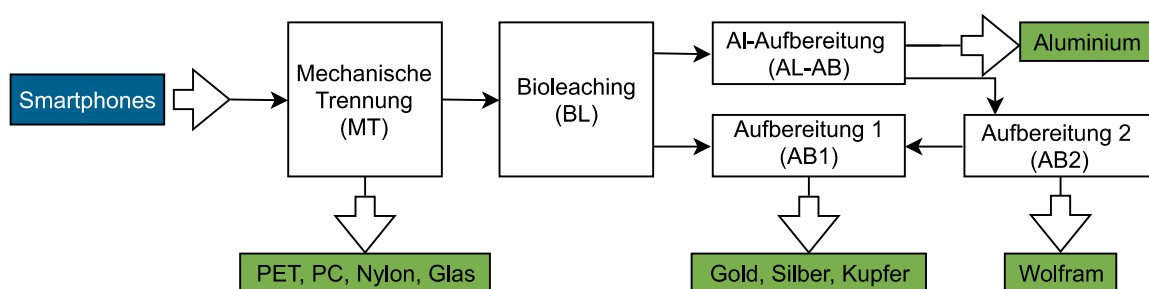 Smartphones
Mechanische
Trennung
(MT)
Bioleaching
(BL)
Al-Aufbereitung
(AL-AB)
Aluminium
Aufbereitung 1
(AB1)
Aufbereitung 2
(AB2)
PET, PC, Nylon, Glas
Gold, Silber, Kupfer
Wolfram